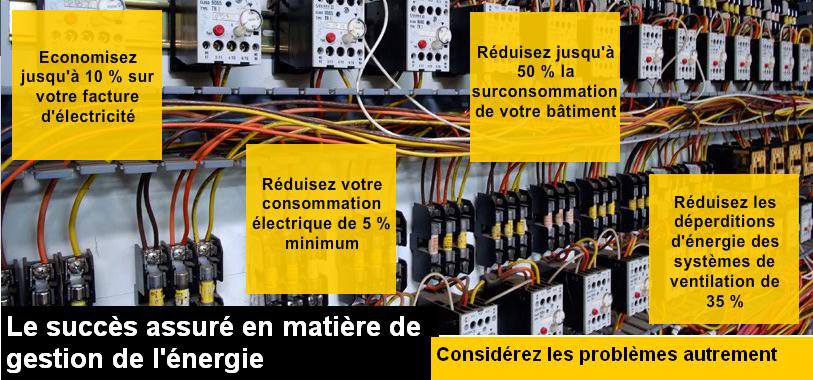 Economisez
jusqu'à 10 % sur
votre facture
d'électricité
Réduisez jusqu'à
50 % la
surconsommation
de votre bâtiment
Réduisez votre
consommation
électrique de 5 %
minimum
Réduisez les
déperditions
d'énergie des
systèmes de
ventilation de
35 %
Le succès assuré en matière de
gestion de l'énergie
Considérez les problèmes autrement